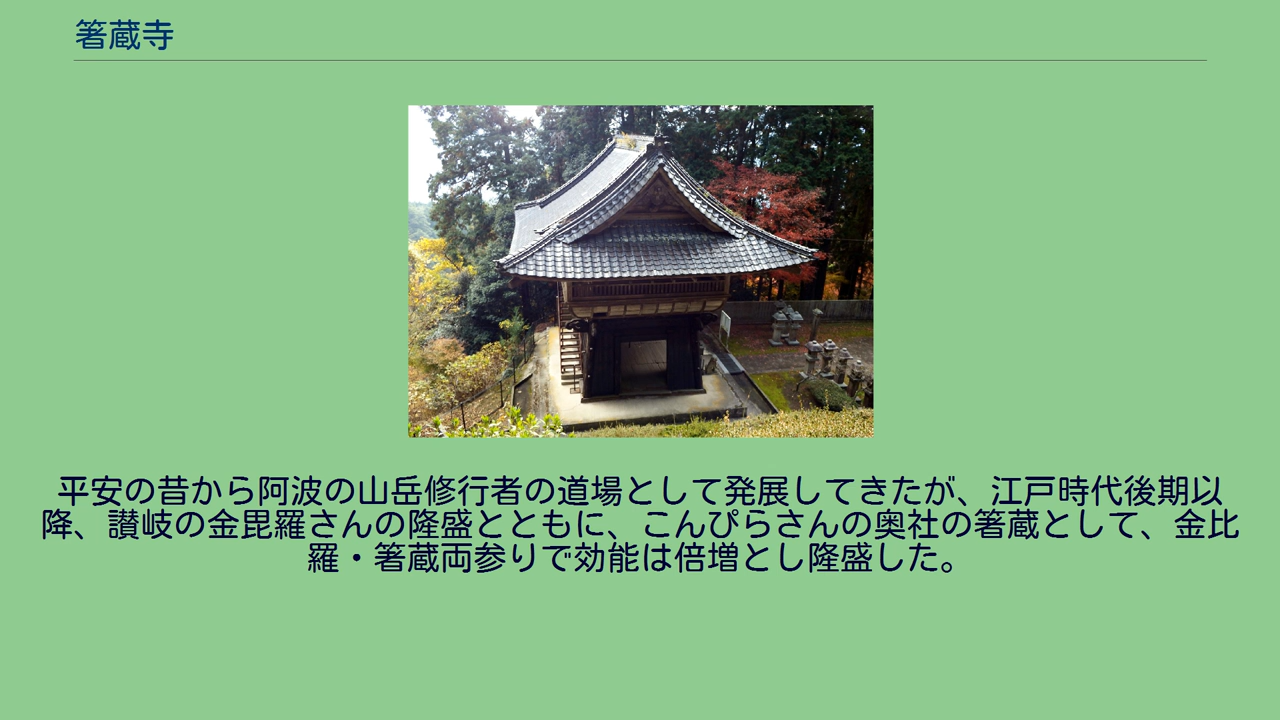 箸蔵寺
平安の昔から阿波の山岳修行者の道場として発展してきたが、江戸時代後期以
降、讃岐の金毘羅さんの隆盛とともに、こんぴらさんの奥社の箸蔵として、金比
羅・箸蔵両参りで効能は倍増とし隆盛した。